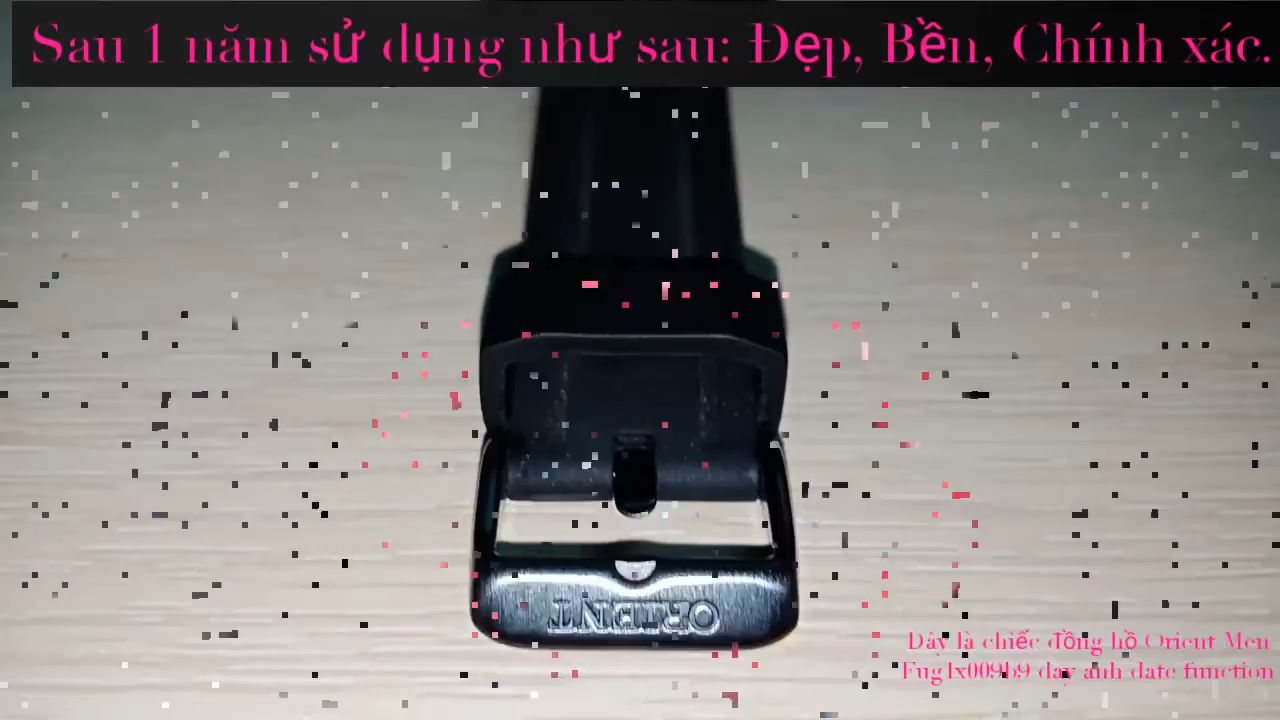 Sau 1 năm sử dụng như sau: Đẹp, Bền, Chính xác.
ORIENT
Đây là chiếc đồng hồ Orient Men
Fug1x009b9 day anh date function